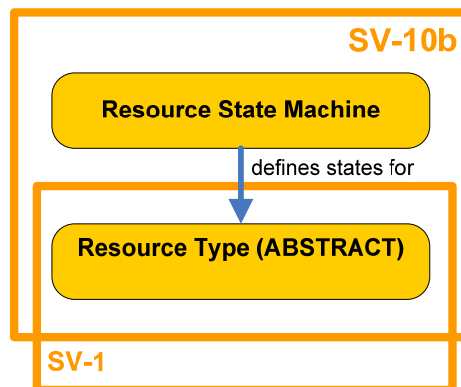 SV-10b
Resource State Machine
defines states for
Resource Type (ABSTRACT)
SV-1